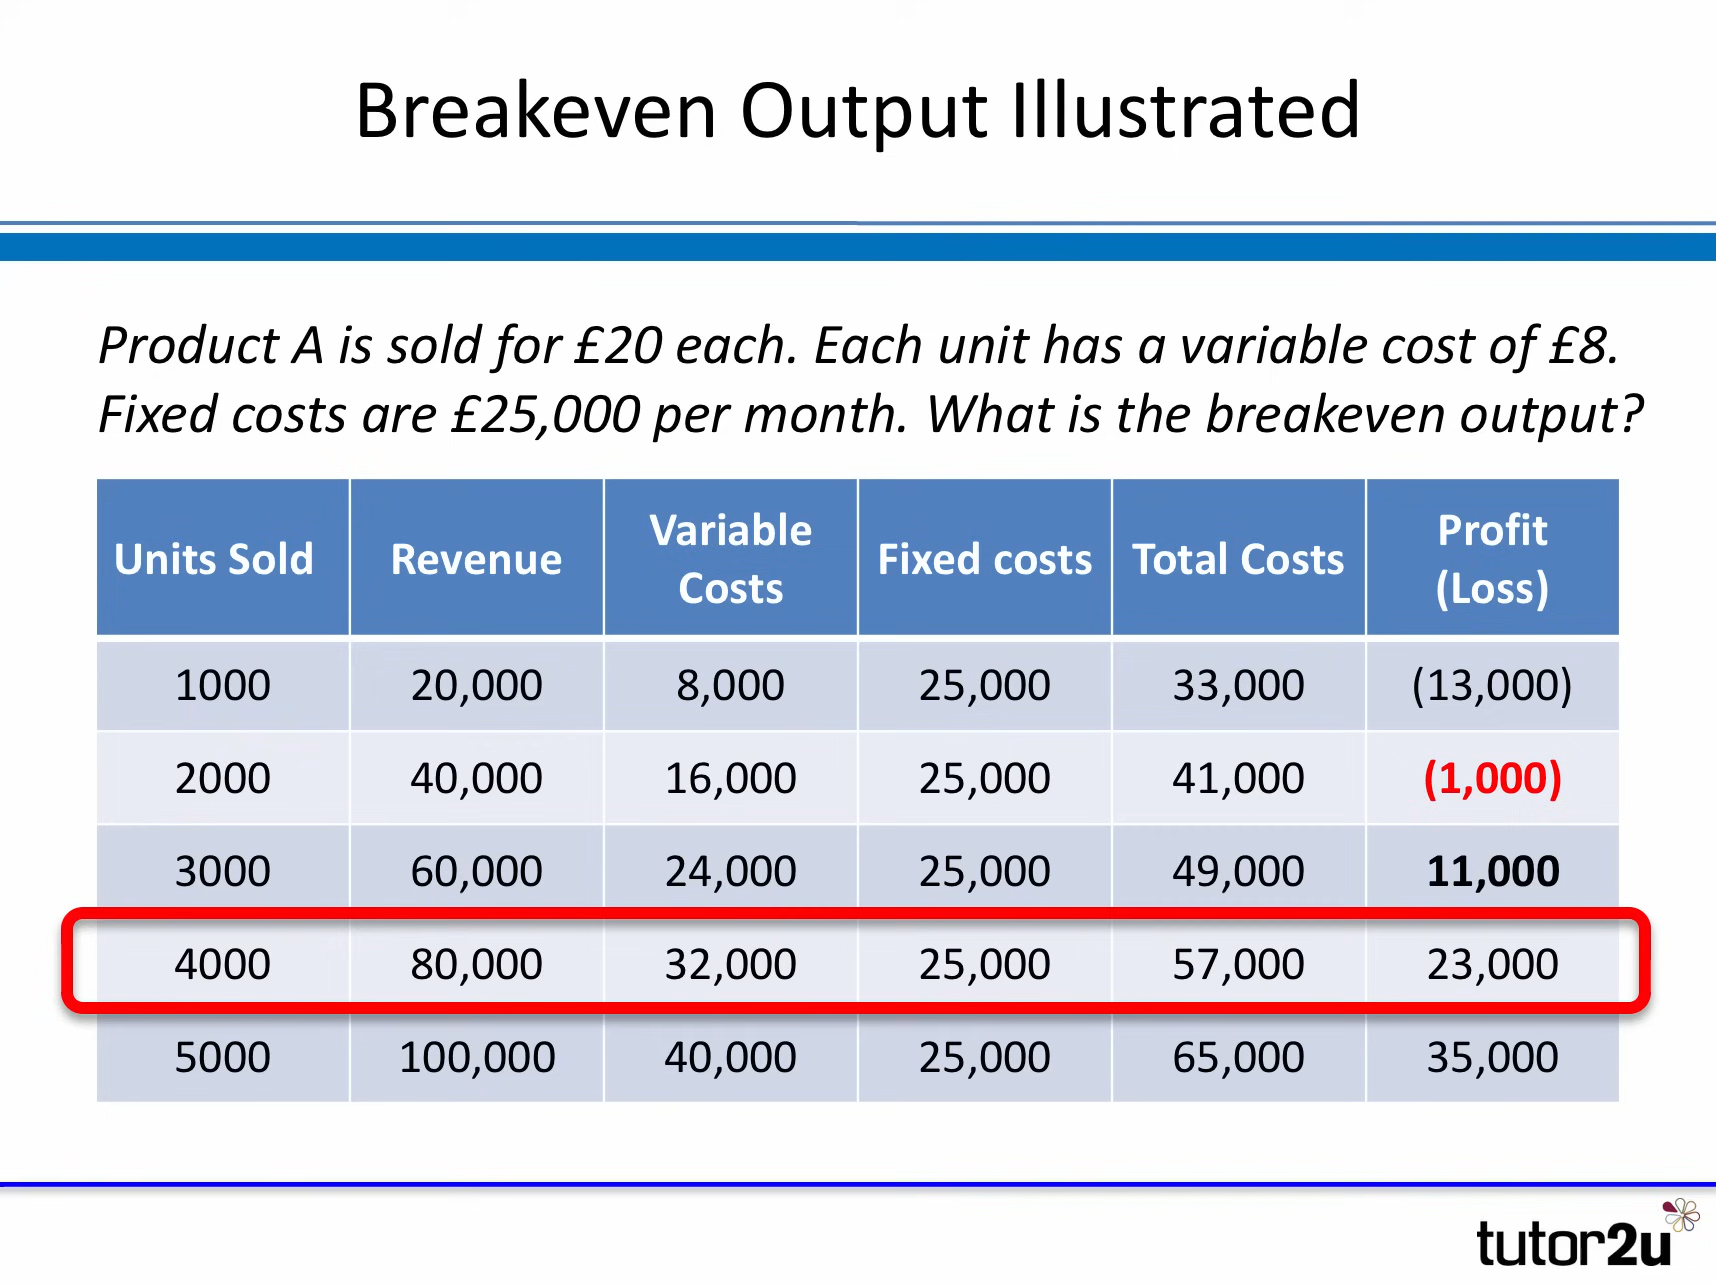 Breakeven Output Illustrated
Product A is sold for £20 each. Each unit has a variable cost of £8.
Fixed costs are £25,000 per month. What is the breakeven output?
Units Sold Revenue Variable Costs Fixed costs Total Costs Profit (Loss)
1000 20,000 8,000 25,000 33,000 (13,000)
2000 40,000 16,000 25,000 41,000 (1,000)
3000 60,000 24,000 25,000 49,000 11,000
4000 80,000 32,000 25,000 57,000 23,000
5000 100,000 40,000 25,000 65,000 35,000
tutor2u